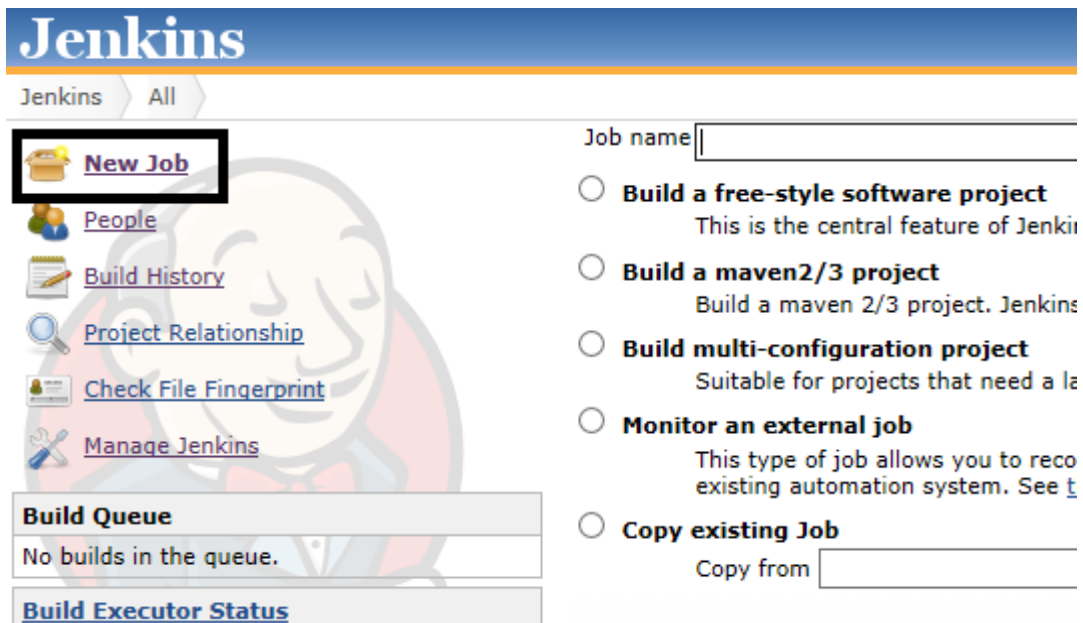 Jenkins
Jenkins All
New Job
People
Build History
Project Relationship
Check File Fingerprint
Manage Jenkins
Build Queue
No builds in the queue.
Build Executor Status
Job name
Build a free-style software project
This is the central feature of
Build a maven2/3 project
Build a maven 2/3 project. Jenkins
Build multi-configuration project
Suitable for projects that need a
Monitor an external job
This type of job allows you to
existing automation system. See
Copy existing Job
Copy from